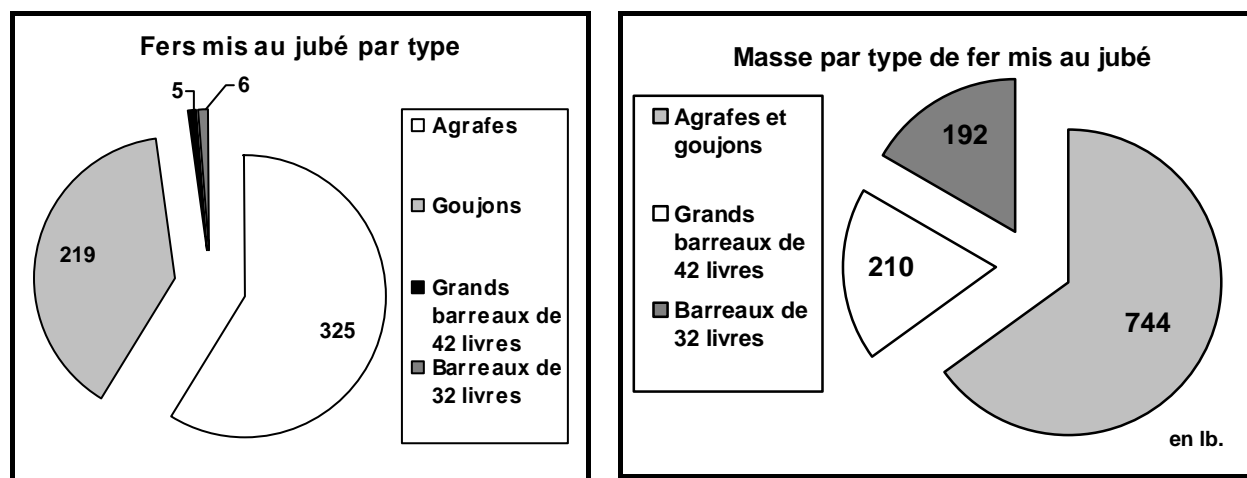 Fers mis au jubé par type
5
6
219
325
Agrafes
Goujons
Grands
barreaux de
42 livres
Barreaux de
32 livres
Masse par type de fer mis au jubé
Agrafes et
goujons
Grands
barreaux de
42 livres
Barreaux de
32 livres
192
210
744
en lb.